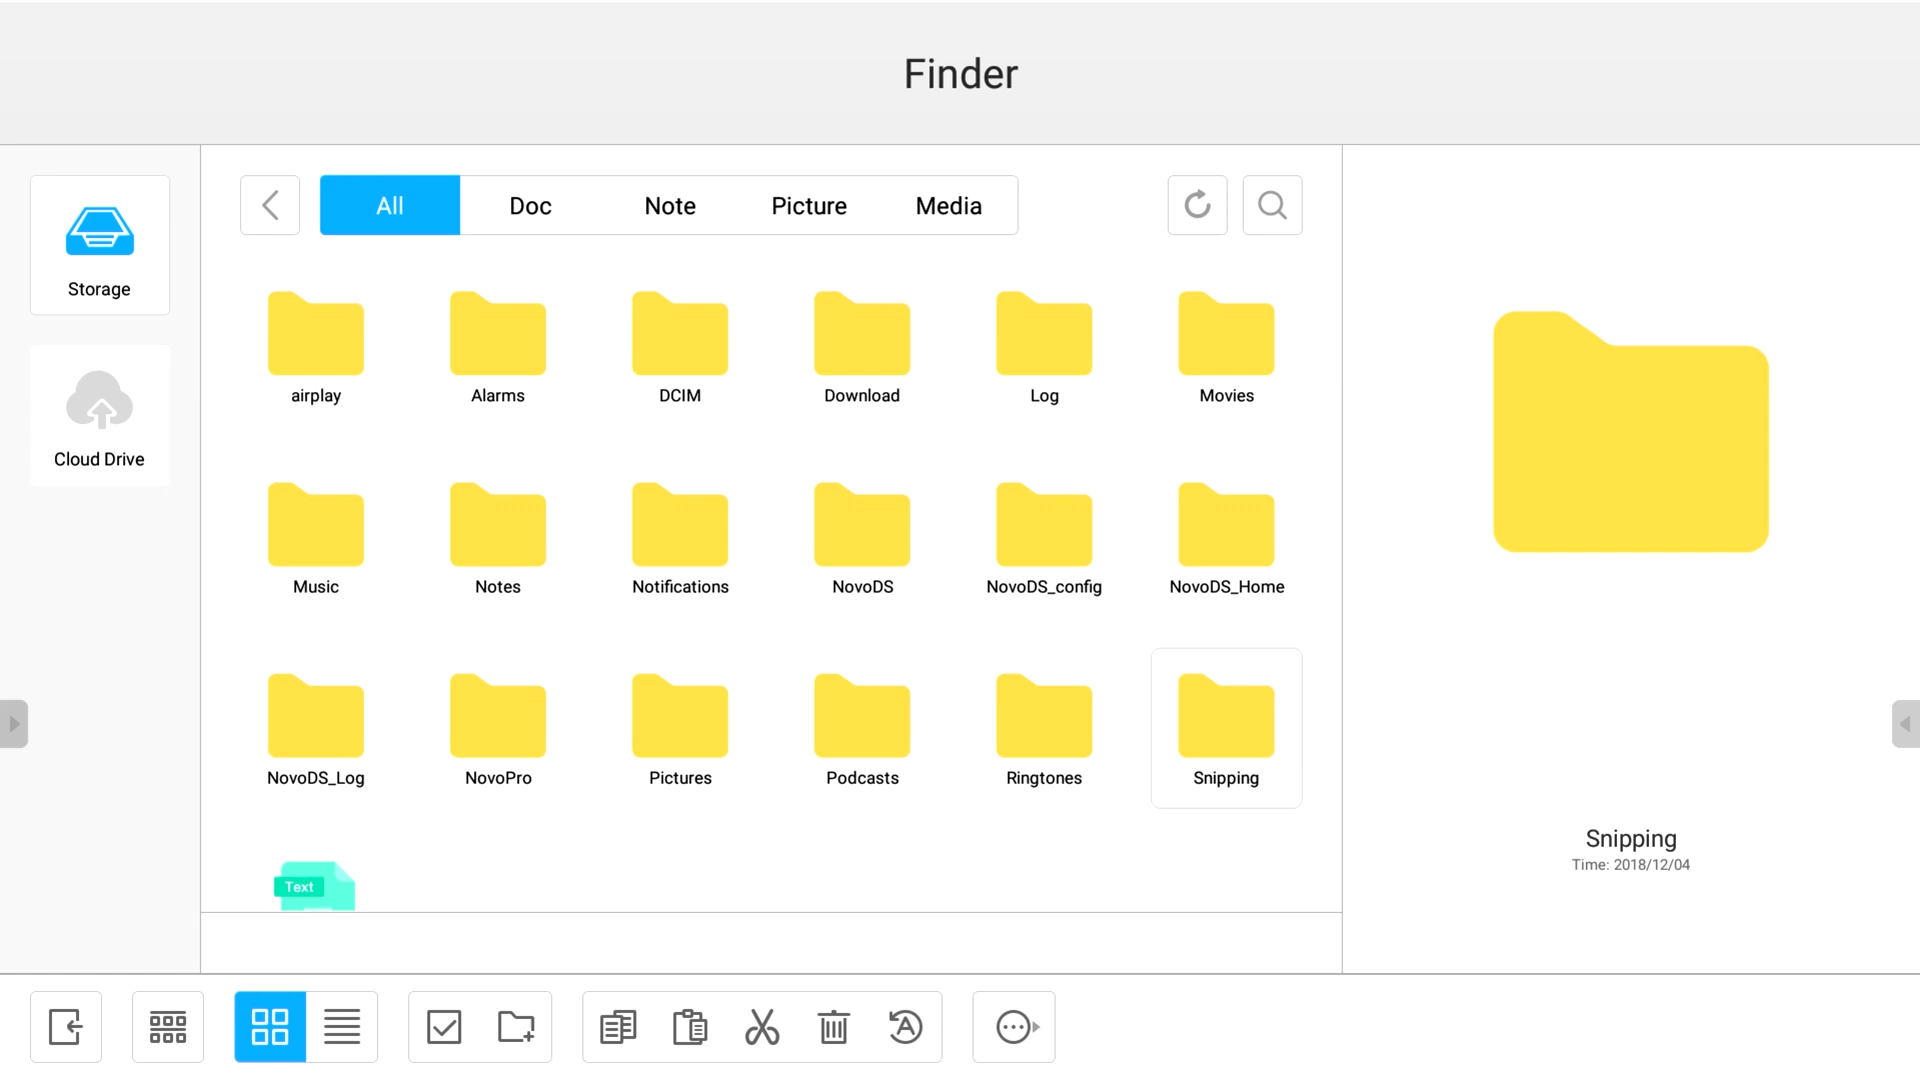 Finder
Storage
Cloud Drive
All Doc Note Picture Media
airplay Alarms DCIM Download Log Movies
Music Notes Notifications NovoDS NovoDS_config NovoDS_Home
NovoDS_Log NovoPro Pictures Podcasts Ringtones Snipping
Text
Snipping
Time: 2018/12/04